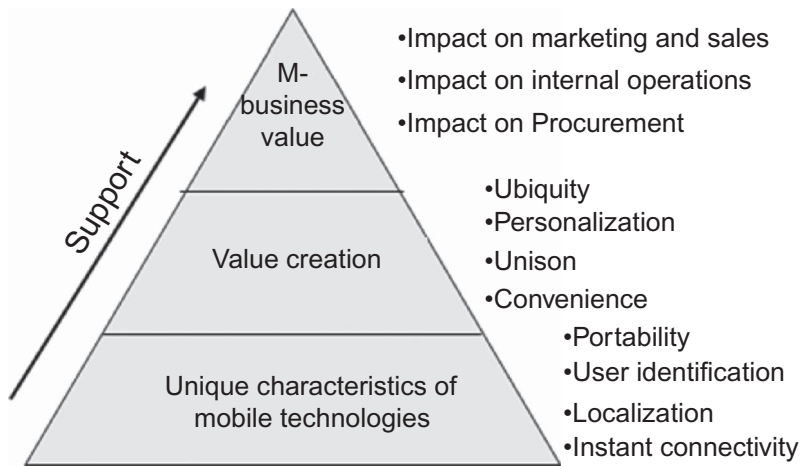 M-
business
value
•Impact on marketing and sales
•Impact on internal operations
•Impact on Procurement
Support
Value creation
•Ubiquity
•Personalization
•Unison
•Convenience
Unique characteristics of
mobile technologies
•Portability
•User identification
•Localization
•Instant connectivity